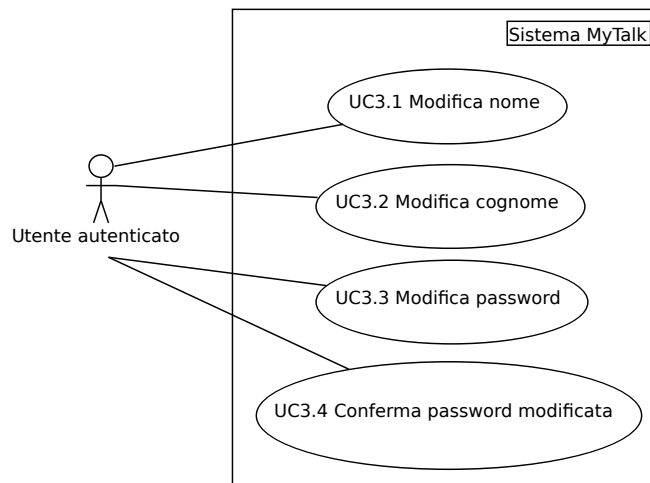 Sistema MyTalk
UC3.1 Modifica nome
UC3.2 Modifica cognome
Utente autenticato
UC3.3 Modifica password
UC3.4 Conferma password modificata